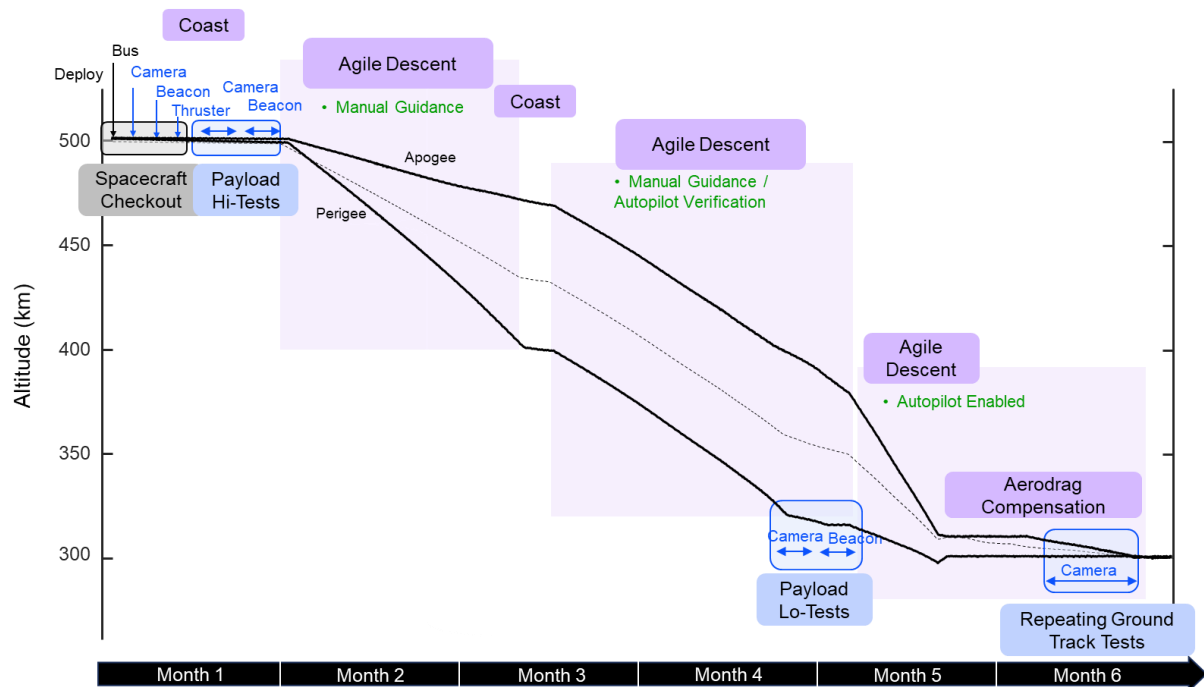 Coast
Bus
Deploy
Camera
Beacon
Thruster
Camera
Beacon
Agile Descent
• Manual Guidance
Coast
Agile Descent
• Manual Guidance /
Autopilot Verification
500
Spacecraft
Checkout
Payload
Hi-Tests
Apogee
Perigee
450
400
Altitude (km)
Agile
Descent
• Autopilot Enabled
350
Aerodrag
Compensation
300
Camera
Beacon
Camera
Payload
Lo-Tests
Repeating Ground
Track Tests
Month 1
Month 2
Month 3
Month 4
Month 5
Month 6